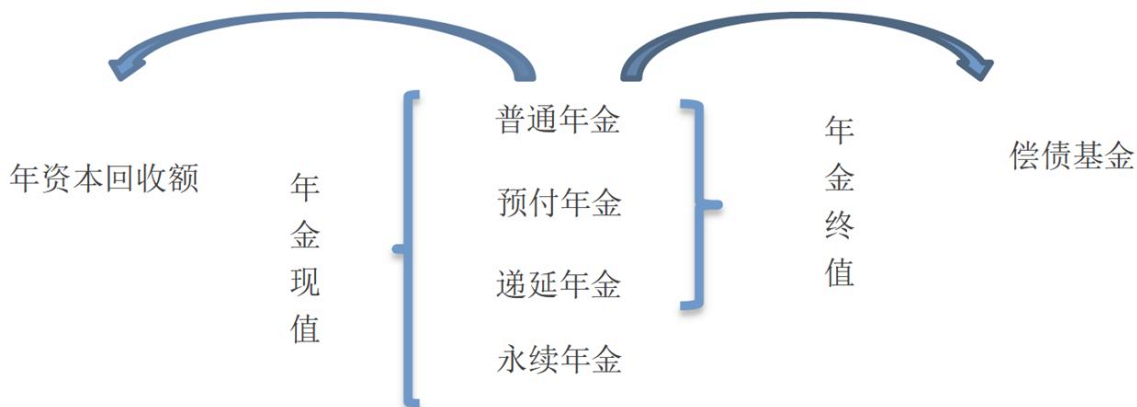 年资本回收额
年金现值
普通年金
预付年金
递延年金
永续年金
年金终值
偿债基金